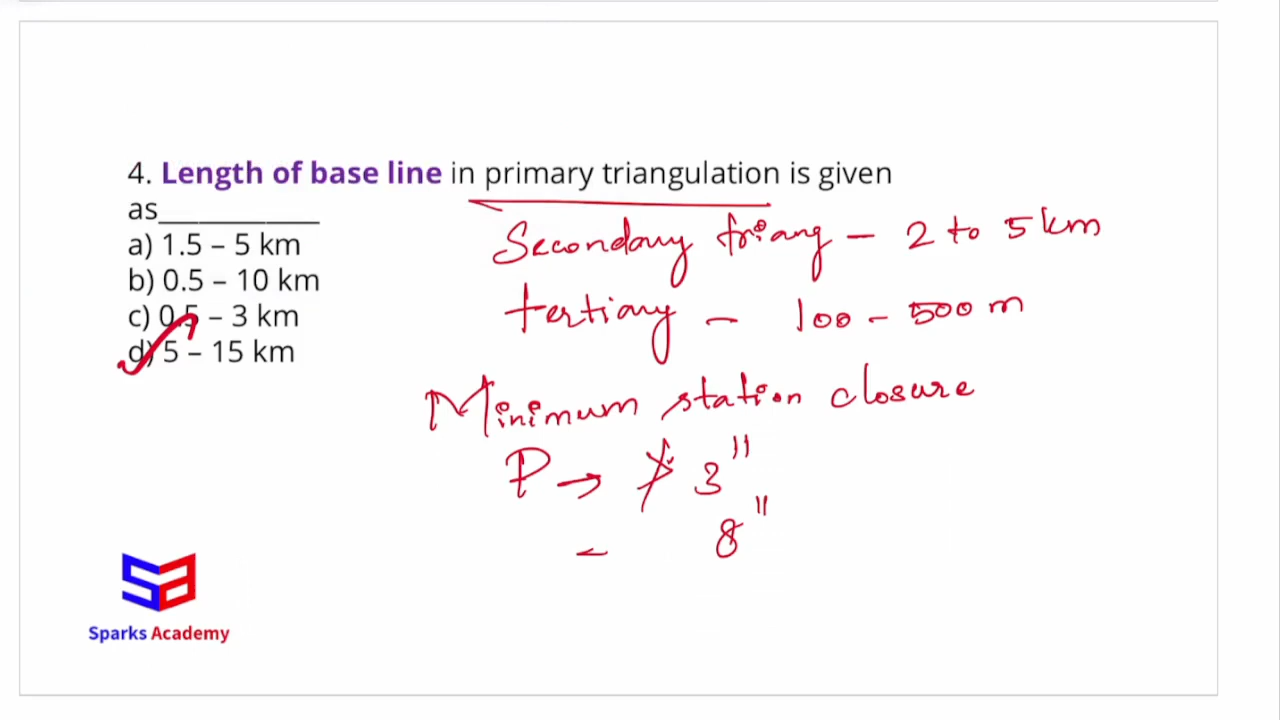 4. Length of base line in primary triangulation is given
as___________
a) 1.5 – 5 km
b) 0.5 – 10 km
c) 0.5 – 3 km
d) 5 – 15 km
Secondary triang – 2 to 5 km
tertiary – 100 – 500 m
Minimum station closure
P → ≯ 3"
– 8"
Sparks Academy